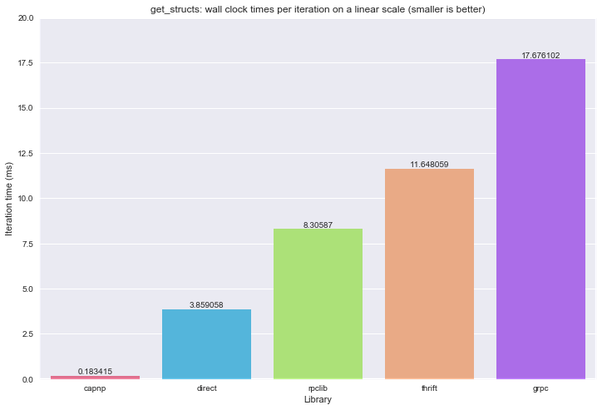 get_structs: wall clock times per iteration on a linear scale (smaller is better)
20.0
17.5
15.0
12.5
10.0
7.5
5.0
2.5
0.0
Iteration time (ms)
0.183415
3.859058
8.30587
11.648059
17.676102
capnp
direct
rpclib
thrift
grpc
Library